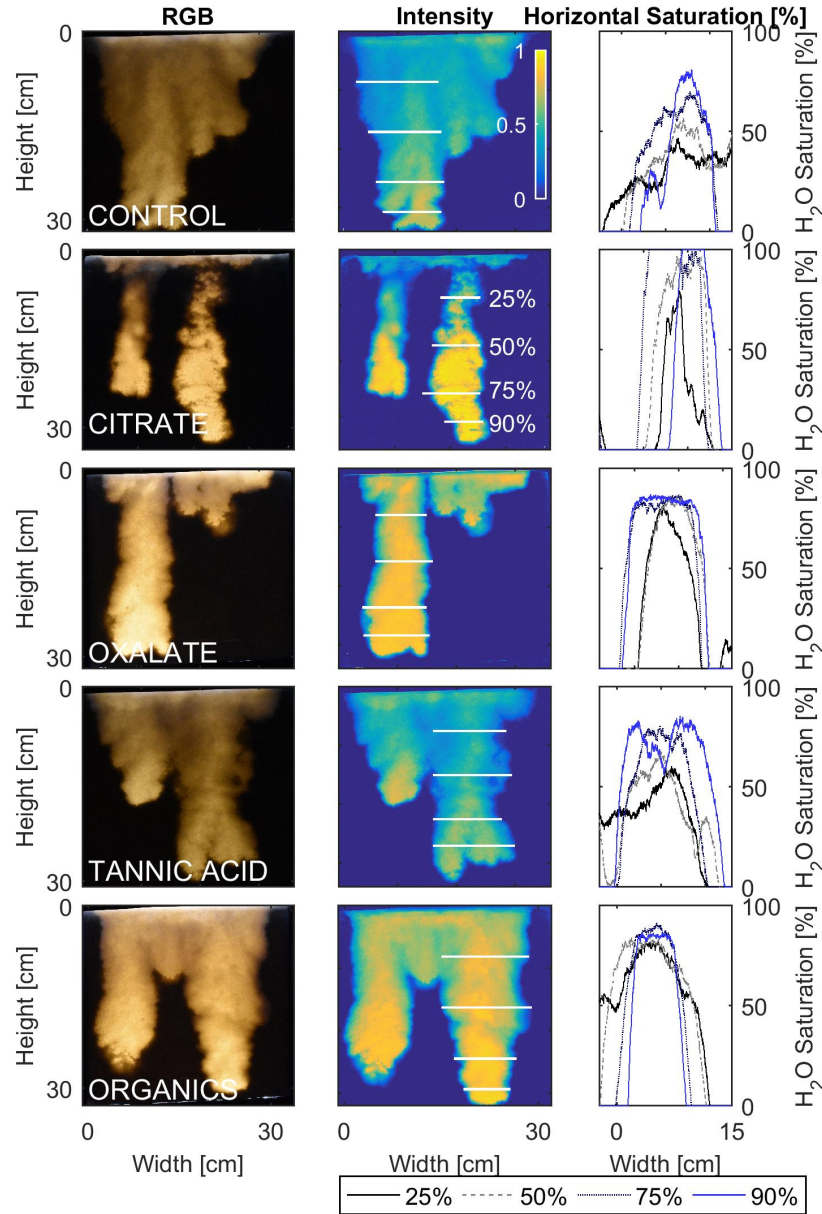 RGB
Intensity
Horizontal Saturation [%]
0
30
Height [cm]
CONTROL
1
0.5
0
100
50
0
H₂O Saturation [%]
0
30
Height [cm]
CITRATE
25%
50%
75%
90%
100
50
0
H₂O Saturation [%]
0
30
Height [cm]
OXALATE
100
50
0
H₂O Saturation [%]
0
30
Height [cm]
TANNIC ACID
100
50
0
H₂O Saturation [%]
0
30
Height [cm]
ORGANICS
100
50
0
H₂O Saturation [%]
0 30
Width [cm]
0 30
Width [cm]
0 15
Width [cm]
25% 50% 75% 90%